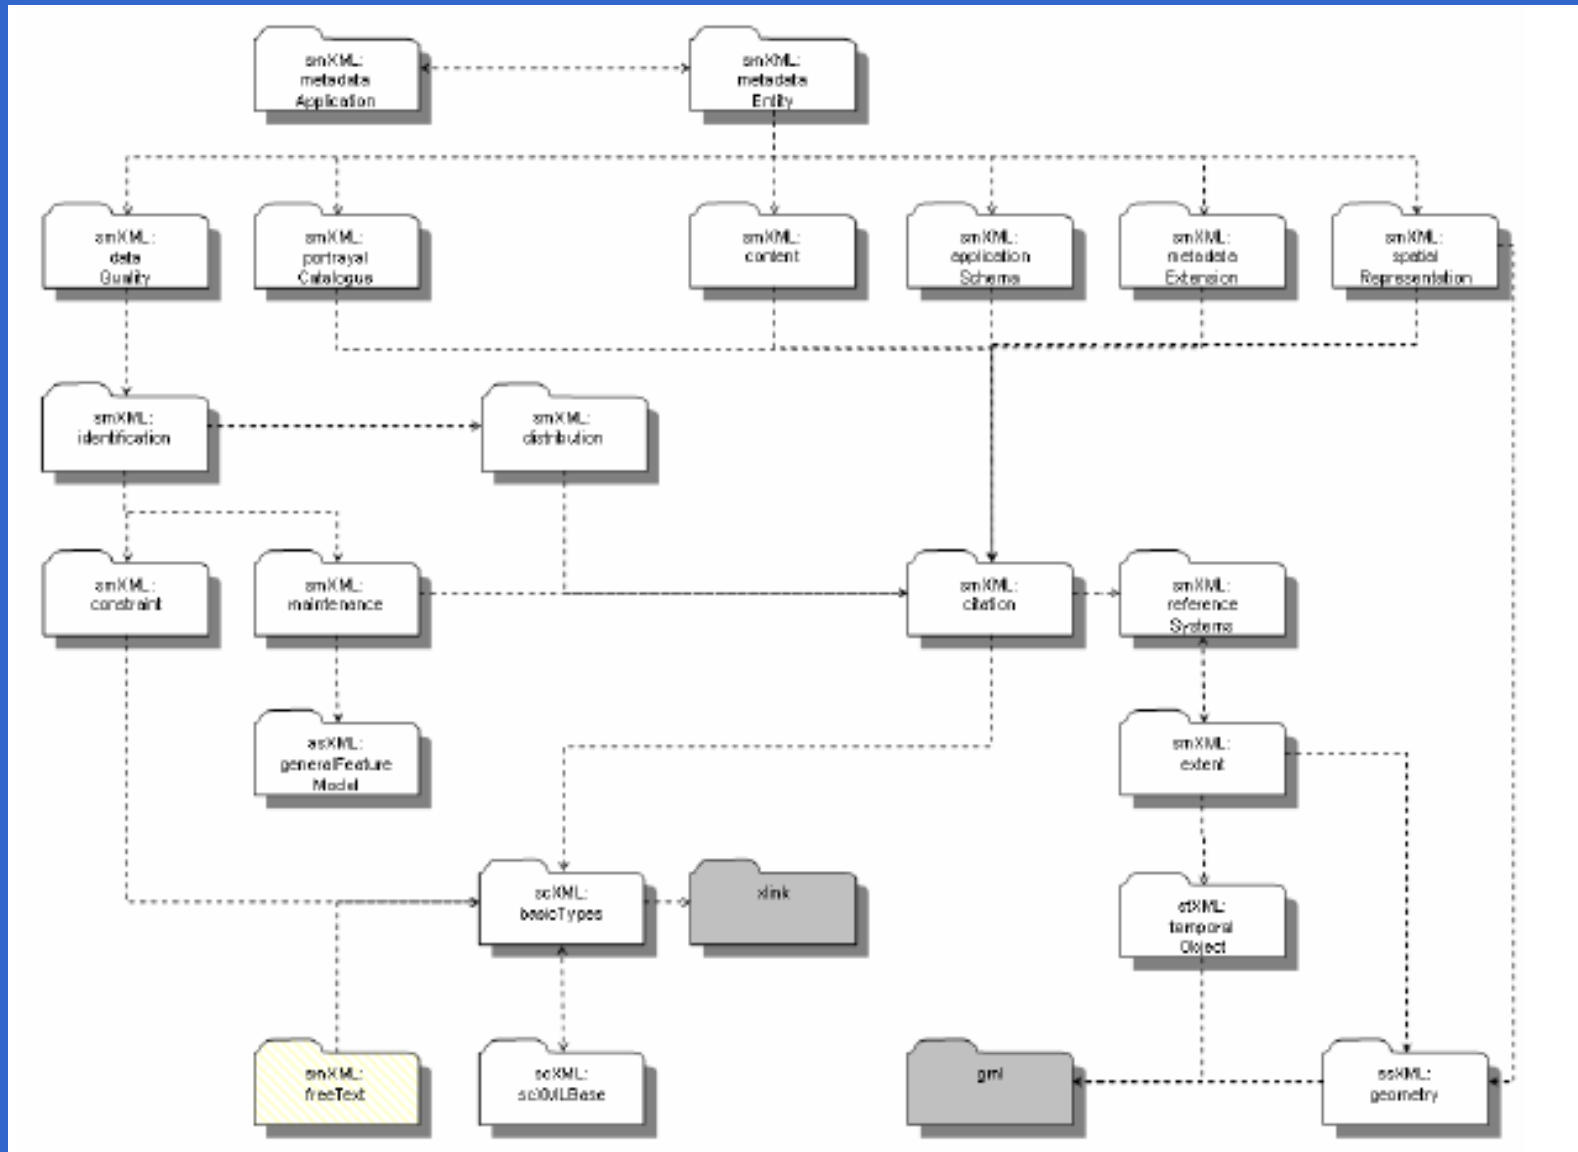 smXML:
metadata
Application
smXML:
metadata
Entity
smXML:
data
Quality
smXML:
portrayal
Catalogue
smXML:
content
smXML:
application
Schema
smXML:
metadata
Extension
smXML:
spatial
Representation
smXML:
identification
smXML:
distribution
smXML:
constraint
smXML:
maintenance
smXML:
citation
smXML:
reference
Systems
asXML:
generalFeature
Model
smXML:
extent
scXML:
basicTypes
xlink
stXML:
temporal
Object
smXML:
freeText
scXML:
scXMLBase
gml
ssXML:
geometry